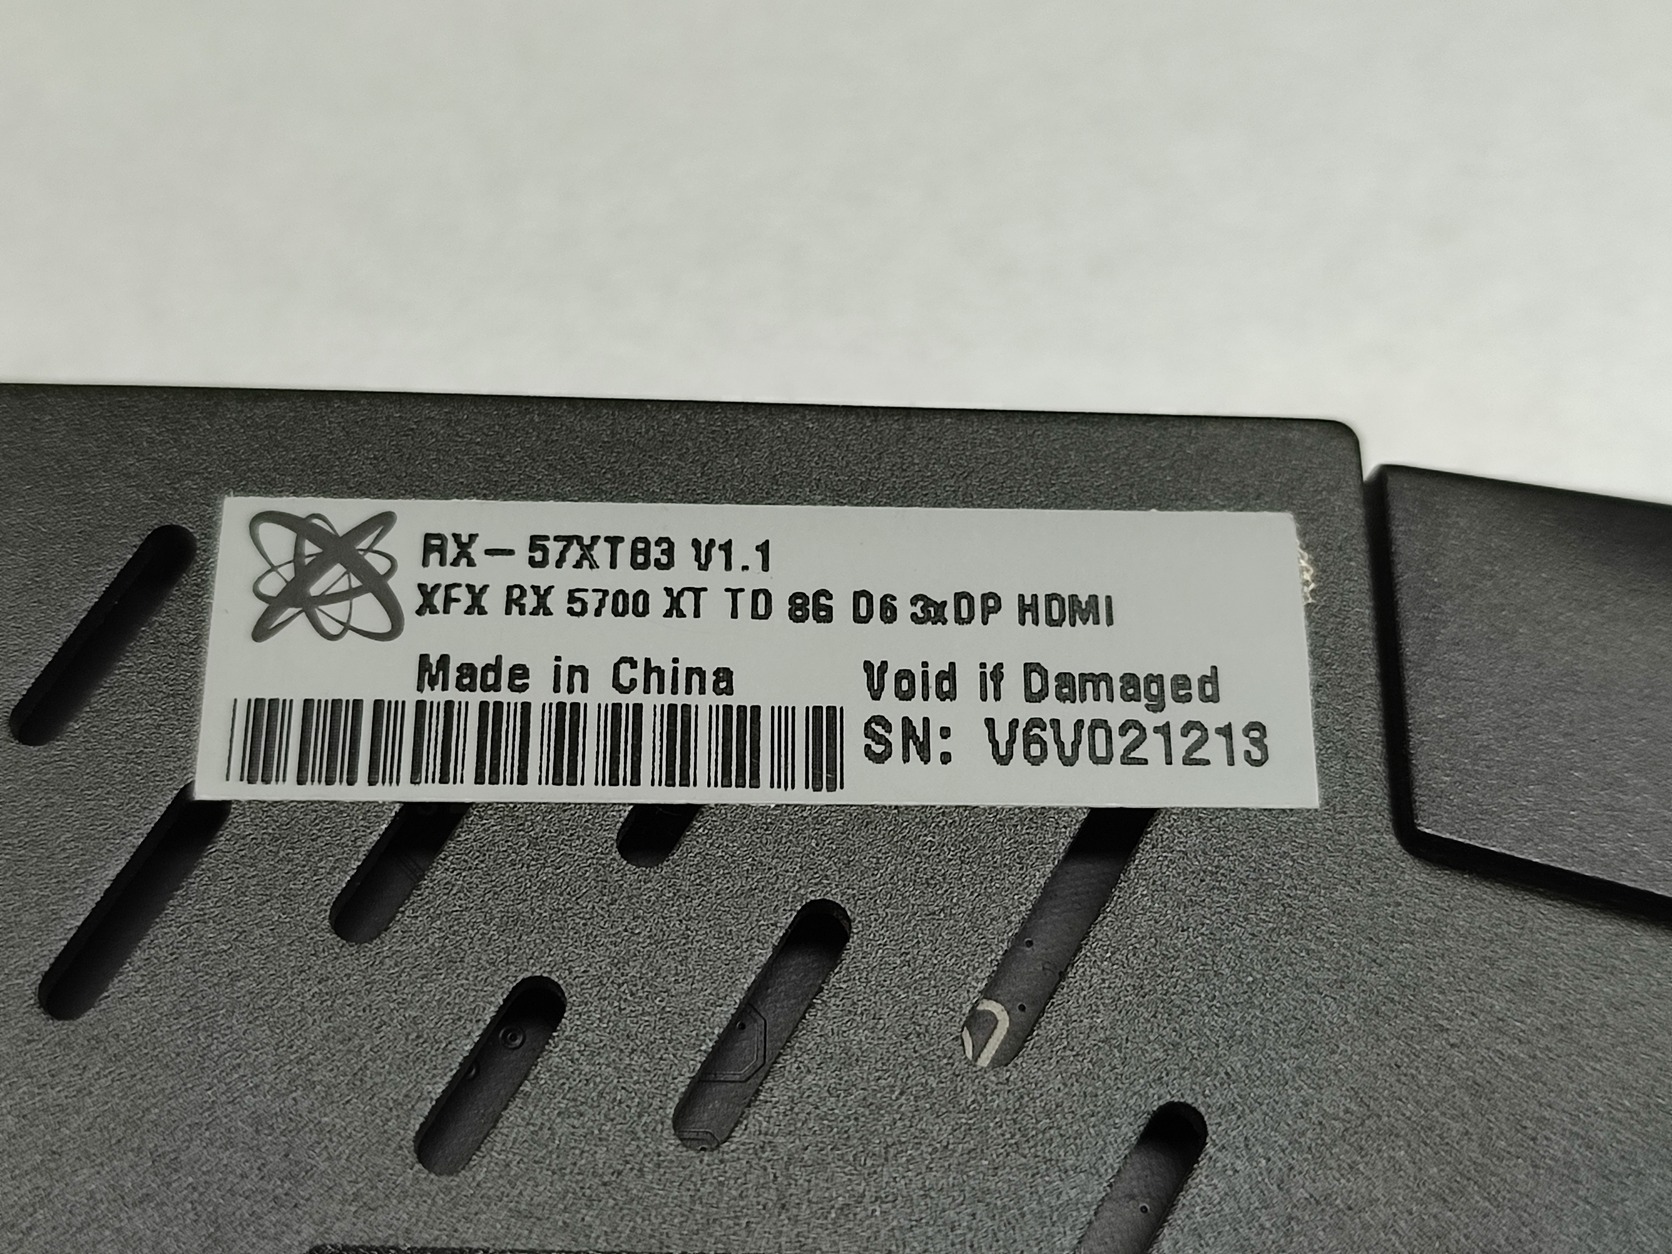 RX-57XT83 V1.1
XFX RX 5700 XT TD 8G D6 3xDP HDMI
Made in China
Void if Damaged
SN: V6V021213